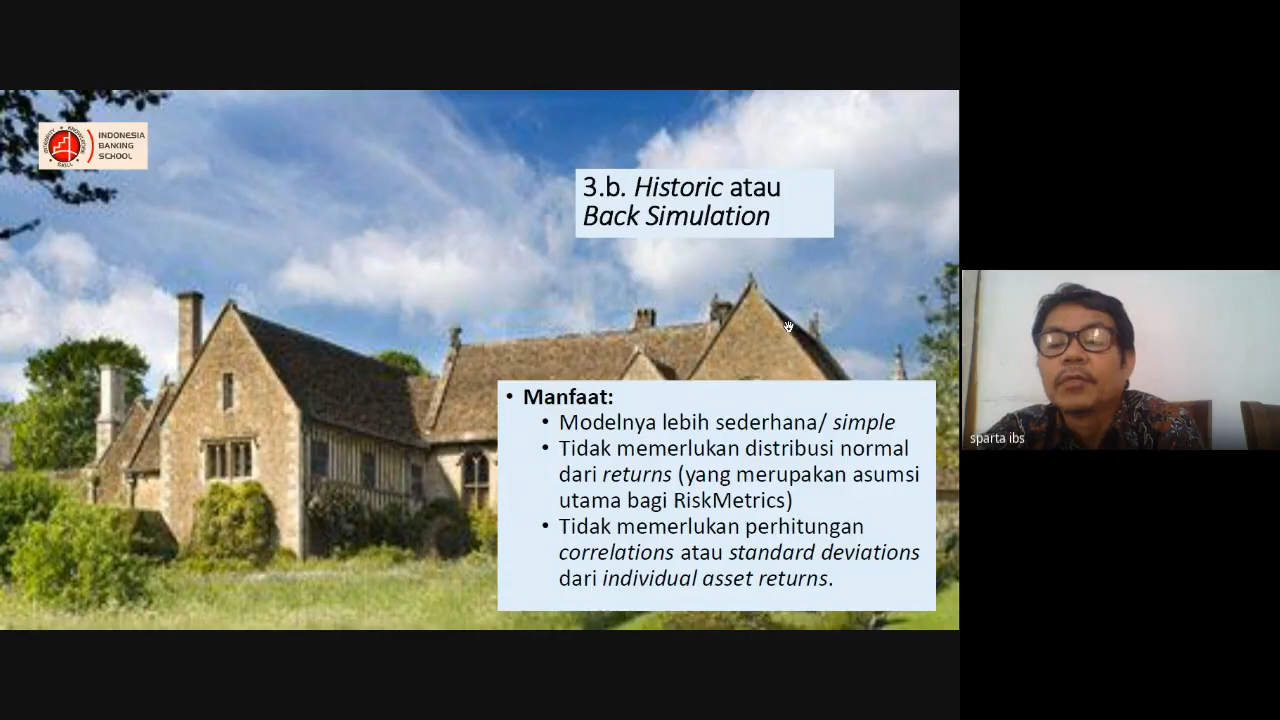 INDONESIA
BANKING
SCHOOL
3.b. Historic atau
Back Simulation
• Manfaat:
• Modelnya lebih sederhana/ simple
• Tidak memerlukan distribusi normal
dari returns (yang merupakan asumsi
utama bagi RiskMetrics)
• Tidak memerlukan perhitungan
correlations atau standard deviations
dari individual asset returns.
sparta ibs